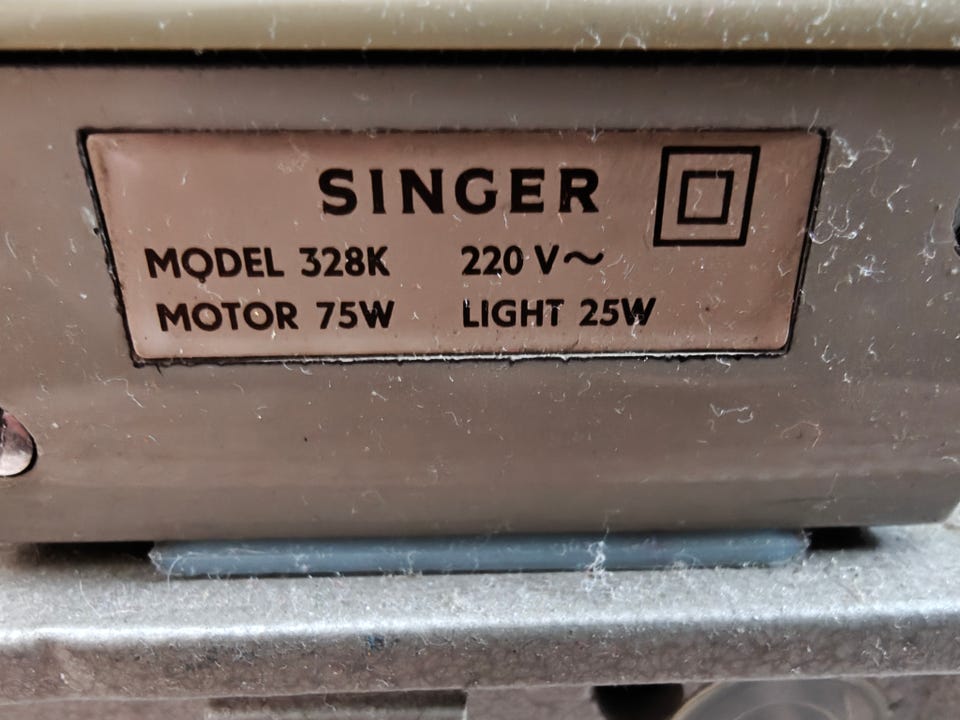 SINGER
MODEL 328K 220 V~
MOTOR 75W LIGHT 25W